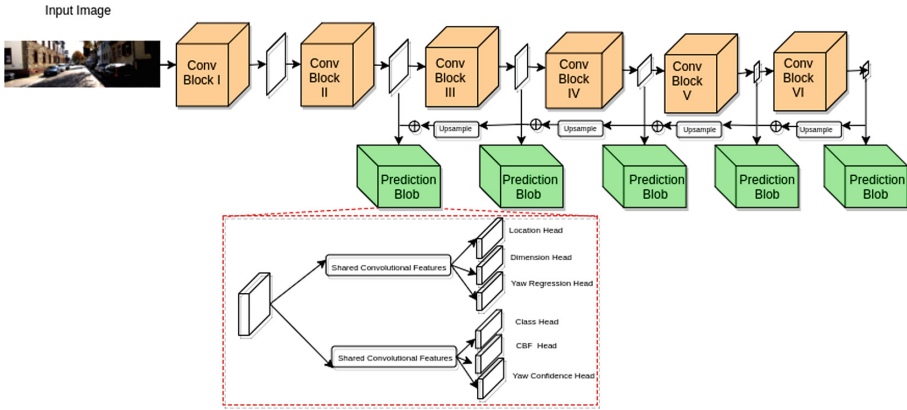 Input Image
Conv
Block I
Conv
Block
II
Conv
Block
III
Conv
Block
IV
Conv
Block
V
Conv
Block
VI
Upsample
Upsample
Upsample
Upsample
Prediction
Blob
Prediction
Blob
Prediction
Blob
Prediction
Blob
Prediction
Blob
Shared Convolutional Features
Location Head
Dimension Head
Yaw Regression Head
Shared Convolutional Features
Class Head
CBF Head
Yaw Confidence Head